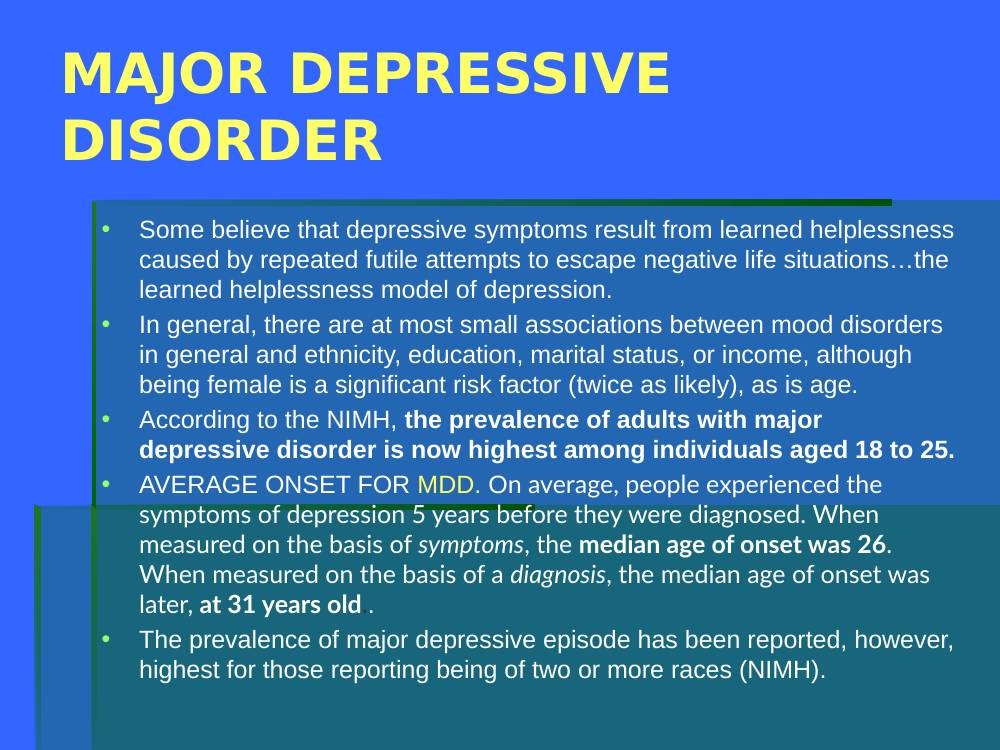 MAJOR DEPRESSIVE
DISORDER
• Some believe that depressive symptoms result from learned helplessness
caused by repeated futile attempts to escape negative life situations…the
learned helplessness model of depression.
• In general, there are at most small associations between mood disorders
in general and ethnicity, education, marital status, or income, although
being female is a significant risk factor (twice as likely), as is age.
• According to the NIMH, the prevalence of adults with major
depressive disorder is now highest among individuals aged 18 to 25.
• AVERAGE ONSET FOR MDD. On average, people experienced the
symptoms of depression 5 years before they were diagnosed. When
measured on the basis of symptoms, the median age of onset was 26.
When measured on the basis of a diagnosis, the median age of onset was
later, at 31 years old .
• The prevalence of major depressive episode has been reported, however,
highest for those reporting being of two or more races (NIMH).